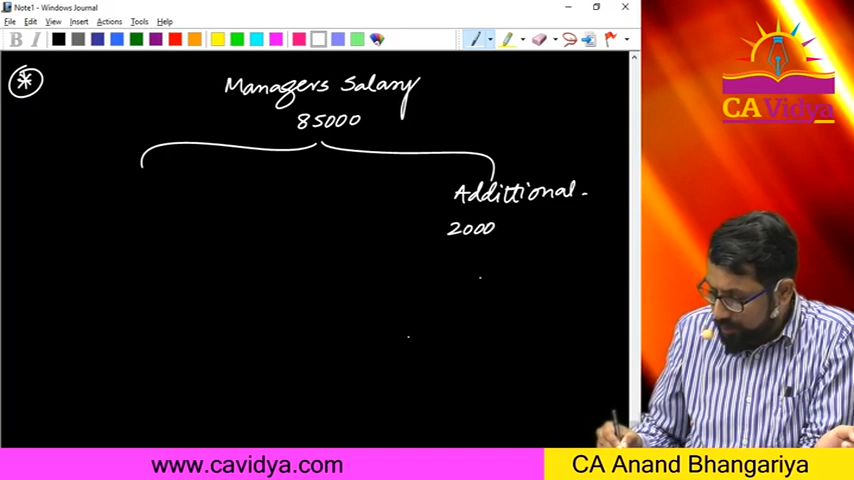 Note1 - Windows Journal
File Edit View Insert Actions Tools Help
B I
Managers Salary
85000
Addittional -
2000
CA Vidya
www.cavidya.com
CA Anand Bhangariya